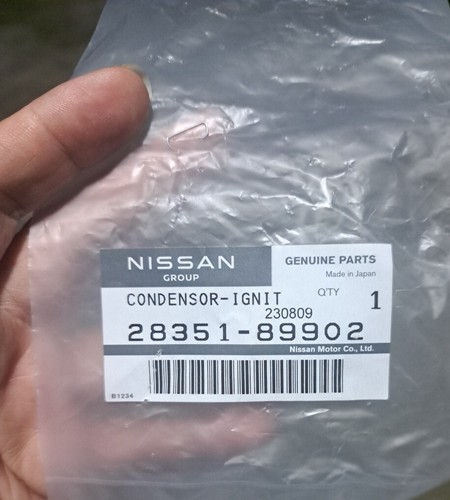 NISSAN
GROUP
GENUINE PARTS
Made in Japan
CONDENSOR-IGNIT
Q'TY
1
230809
28351-89902
Nissan Motor Co., Ltd.
B1234